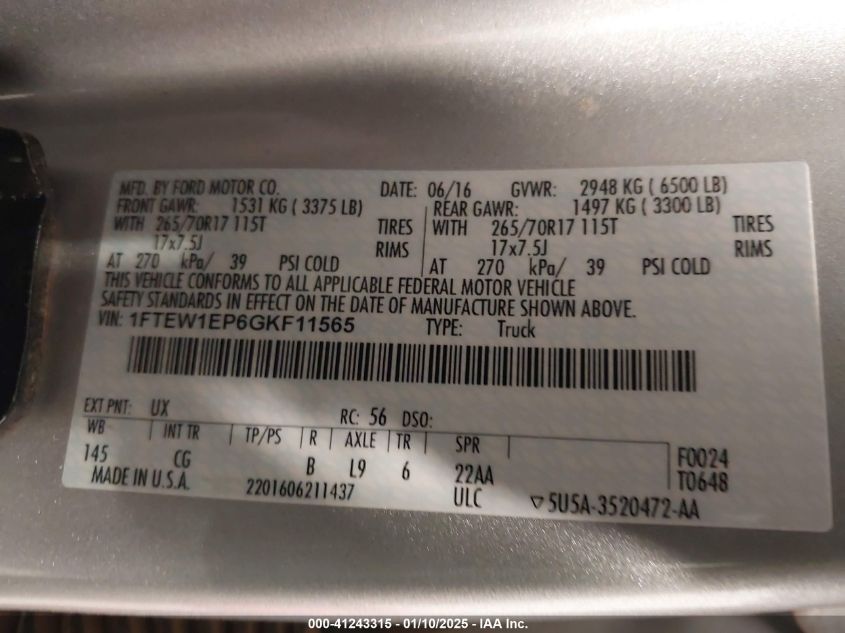 MFD. BY FORD MOTOR CO. DATE: 06/16 GVWR: 2948 KG ( 6500 LB)
FRONT GAWR: 1531 KG ( 3375 LB) REAR GAWR: 1497 KG ( 3300 LB)
WITH 265/70R17 115T TIRES WITH 265/70R17 115T TIRES
17x7.5J RIMS 17x7.5J RIMS
AT 270 kPa/ 39 PSI COLD AT 270 kPa/ 39 PSI COLD
THIS VEHICLE CONFORMS TO ALL APPLICABLE FEDERAL MOTOR VEHICLE
SAFETY STANDARDS IN EFFECT ON THE DATE OF MANUFACTURE SHOWN ABOVE.
VIN: 1FTEW1EP6GKF11565 TYPE: Truck
EXT PNT: UX RC: 56 DSO:
WB INT TR TP/PS R AXLE TR SPR
145 CG B L9 6 22AA F0024
T0648
MADE IN U.S.A. 2201606211437 ULC ▽5U5A-3520472-AA
000-41243315 - 01/10/2025 - IAA Inc.